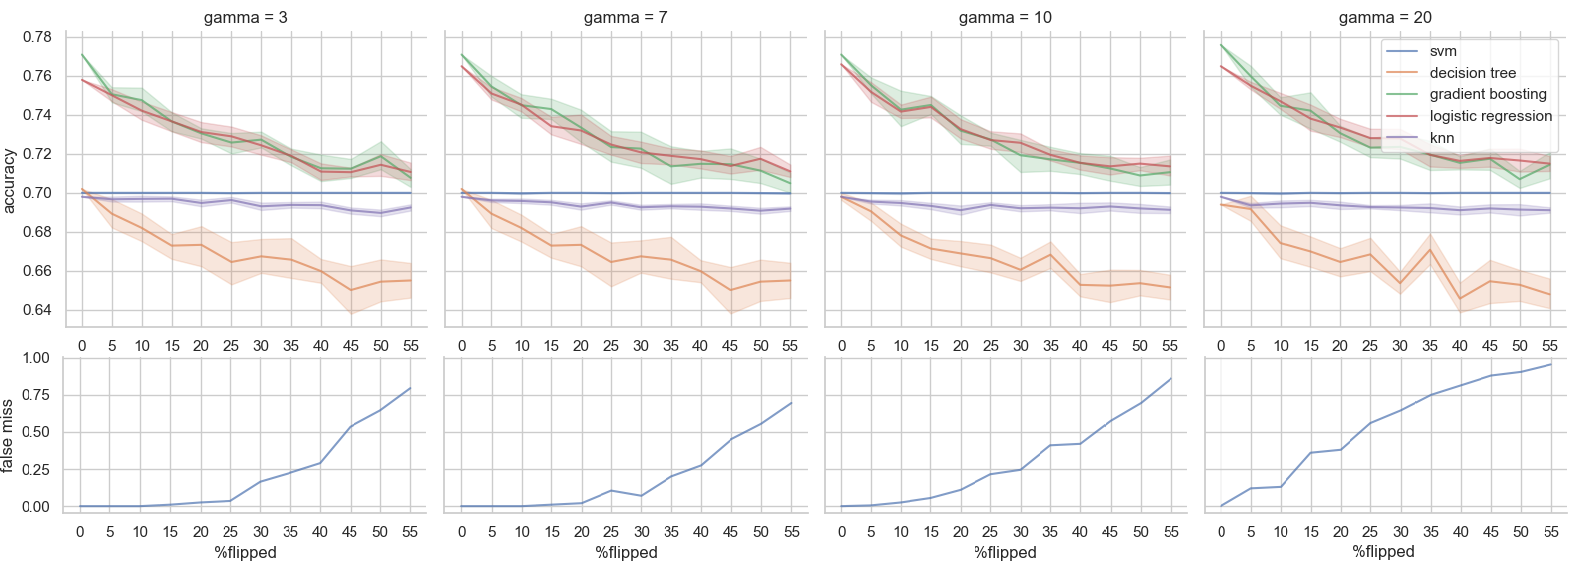 gamma = 3 gamma = 7 gamma = 10 gamma = 20
accuracy
0.78
0.76
0.74
0.72
0.70
0.68
0.66
0.64
svm
decision tree
gradient boosting
logistic regression
knn
0 5 10 15 20 25 30 35 40 45 50 55 0 5 10 15 20 25 30 35 40 45 50 55 0 5 10 15 20 25 30 35 40 45 50 55 0 5 10 15 20 25 30 35 40 45 50 55
false miss
1.00
0.75
0.50
0.25
0.00
0 5 10 15 20 25 30 35 40 45 50 55 0 5 10 15 20 25 30 35 40 45 50 55 0 5 10 15 20 25 30 35 40 45 50 55 0 5 10 15 20 25 30 35 40 45 50 55
%flipped %flipped %flipped %flipped